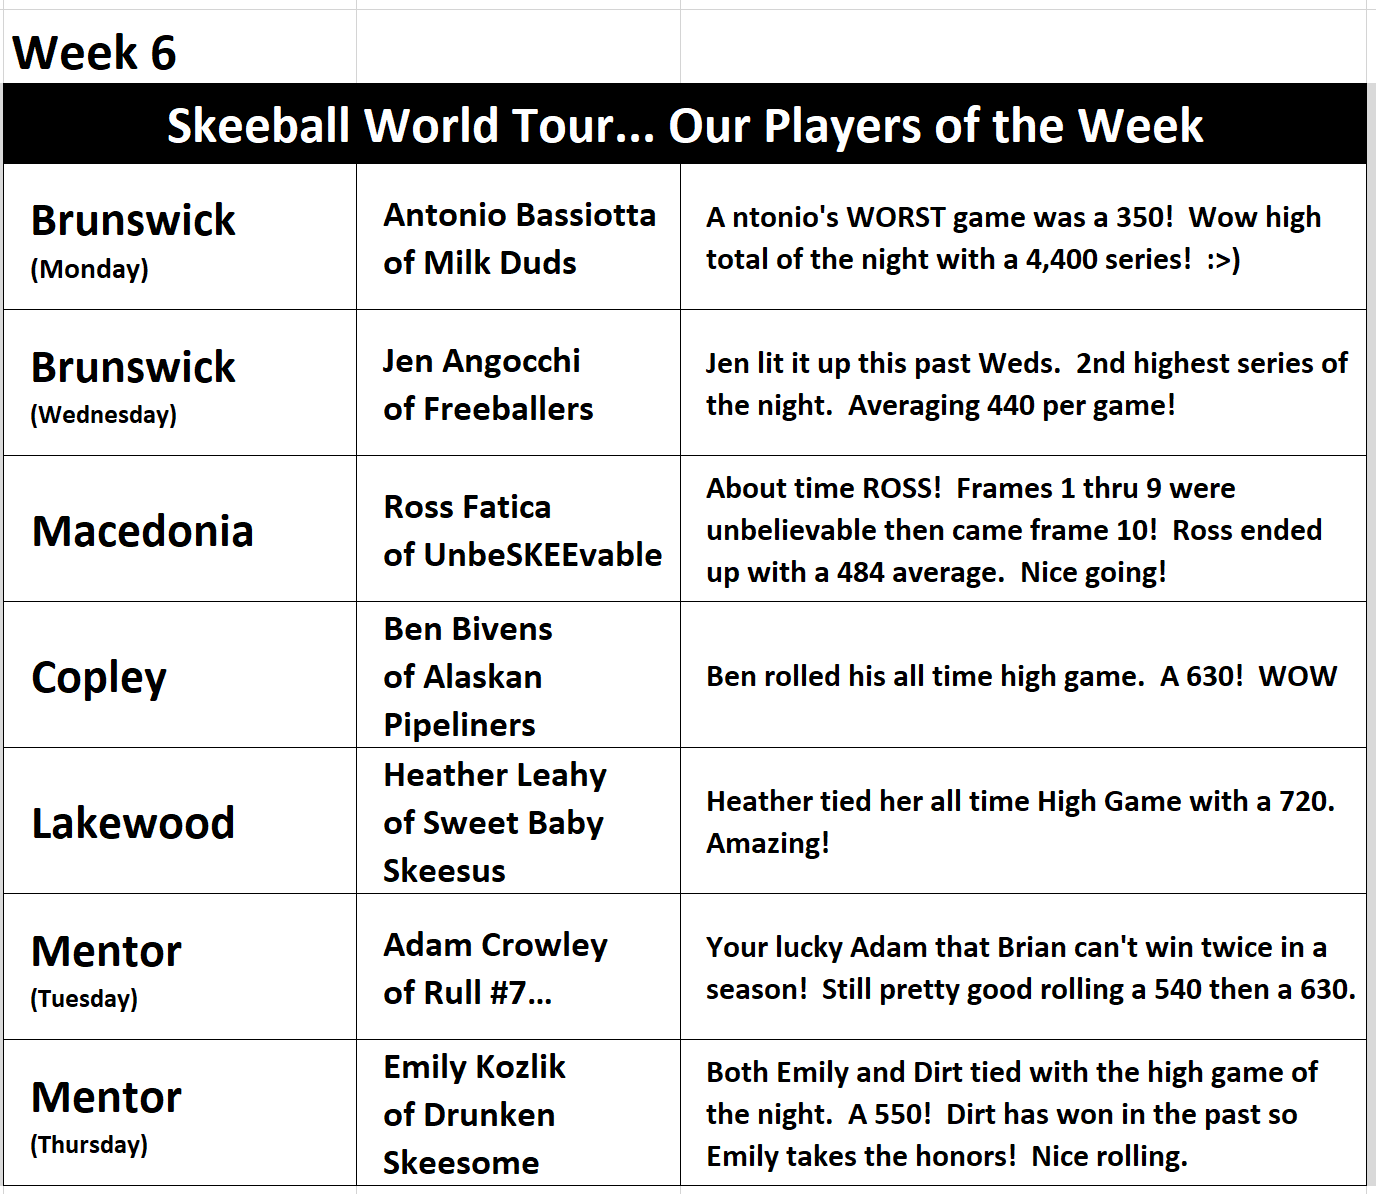 Week 6
Skeeball World Tour... Our Players of the Week
Brunswick
(Monday)
Antonio Bassiotta
of Milk Duds
A ntonio's WORST game was a 350!  Wow high
total of the night with a 4,400 series!  :>)
Brunswick
(Wednesday)
Jen Angocchi
of Freeballers
Jen lit it up this past Weds.  2nd highest series of
the night.  Averaging 440 per game!
Macedonia
Ross Fatica
of UnbeSKEEvable
About time ROSS!  Frames 1 thru 9 were
unbelievable then came frame 10!  Ross ended
up with a 484 average.  Nice going!
Copley
Ben Bivens
of Alaskan
Pipeliners
Ben rolled his all time high game.  A 630!  WOW
Lakewood
Heather Leahy
of Sweet Baby
Skeesus
Heather tied her all time High Game with a 720.
Amazing!
Mentor
(Tuesday)
Adam Crowley
of Rull #7...
Your lucky Adam that Brian can't win twice in a
season!  Still pretty good rolling a 540 then a 630.
Mentor
(Thursday)
Emily Kozlik
of Drunken
Skeesome
Both Emily and Dirt tied with the high game of
the night.  A 550!  Dirt has won in the past so
Emily takes the honors!  Nice rolling.